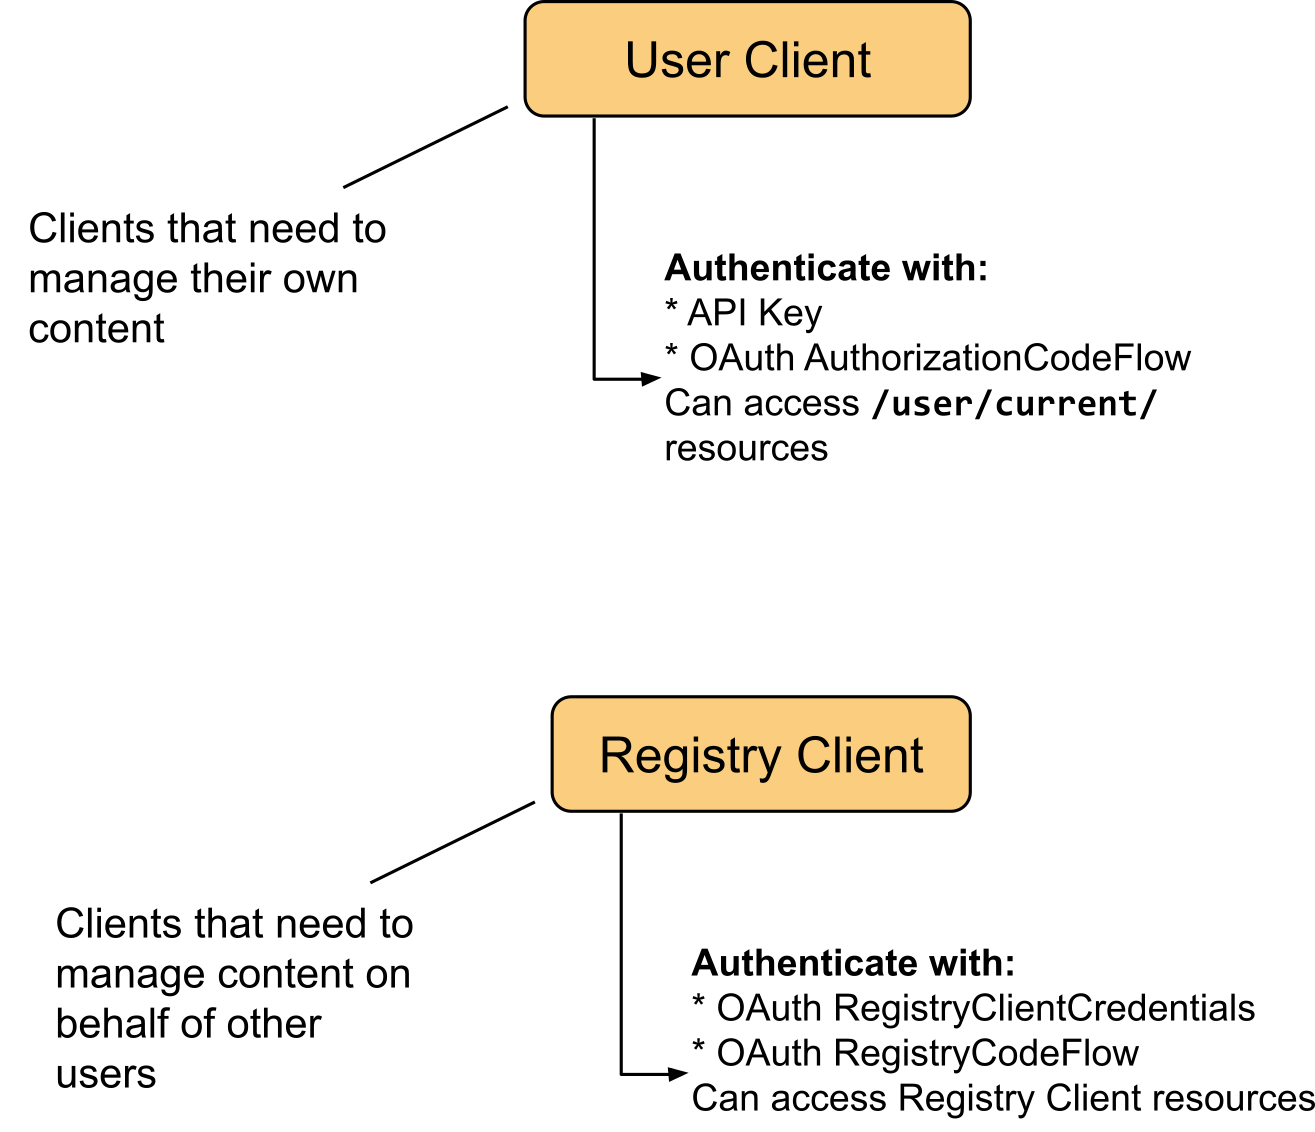 User Client
Clients that need to
manage their own
content
Authenticate with:
* API Key
* OAuth AuthorizationCodeFlow
Can access /user/current/
resources
Registry Client
Clients that need to
manage content on
behalf of other
users
Authenticate with:
* OAuth RegistryClientCredentials
* OAuth RegistryCodeFlow
Can access Registry Client resources